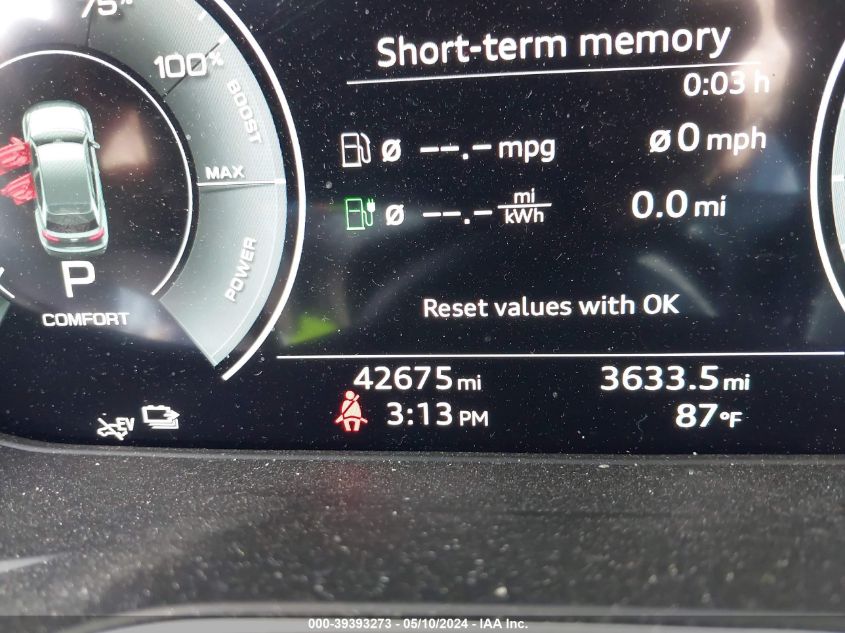 75%
100%
BOOST
MAX
POWER
P
COMFORT
EV
Short-term memory
0:03 h
Ø --.- mpg
Ø 0 mph
Ø --.- mi/kWh
0.0 mi
Reset values with OK
42675 mi
3633.5 mi
3:13 PM
87°F
000-39393273 - 05/10/2024 - IAA Inc.